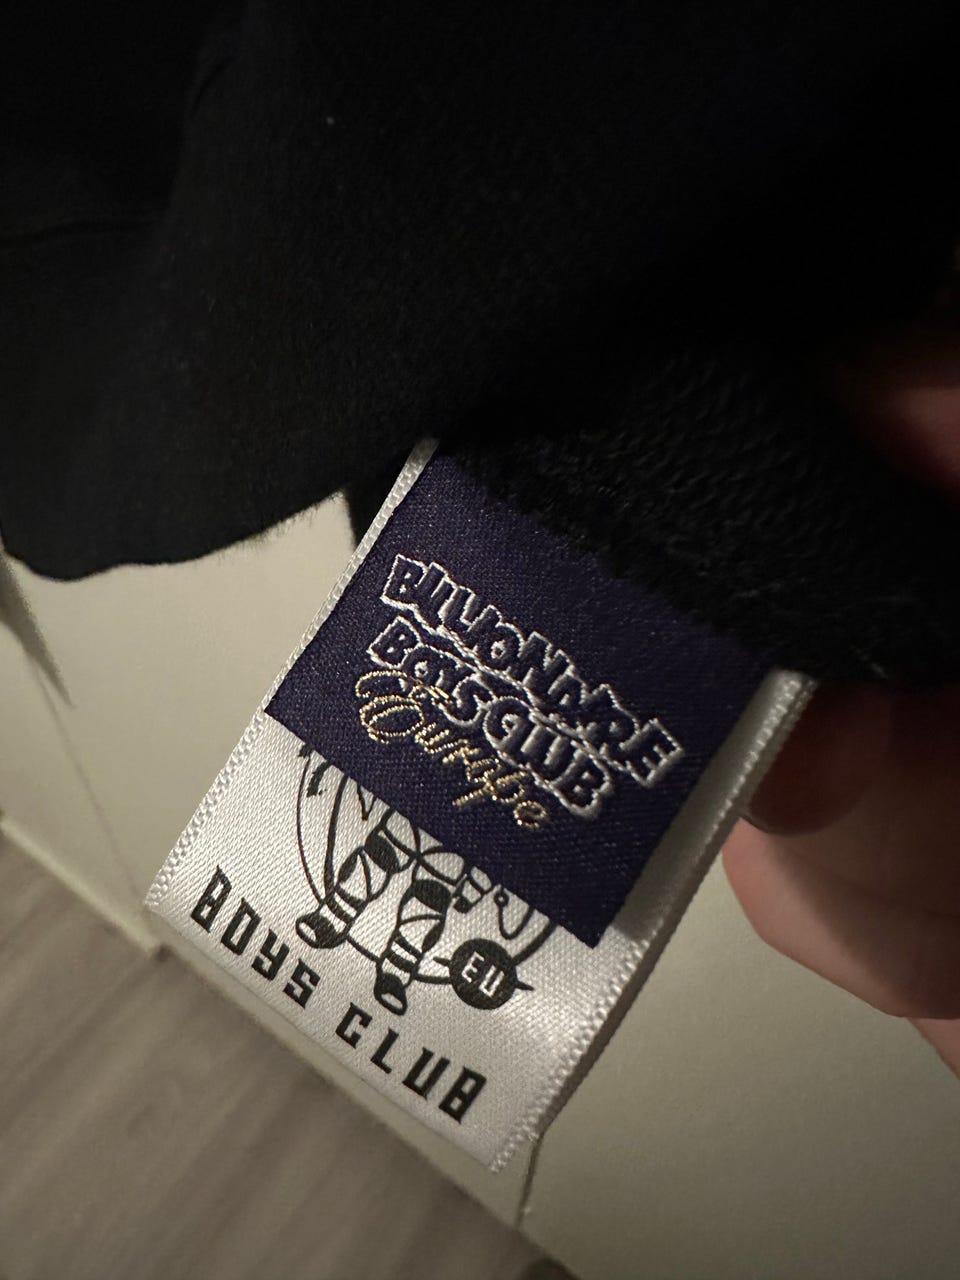 BILLIONAIRE
BOYS CLUB
Europe
EU
BOYS CLUB